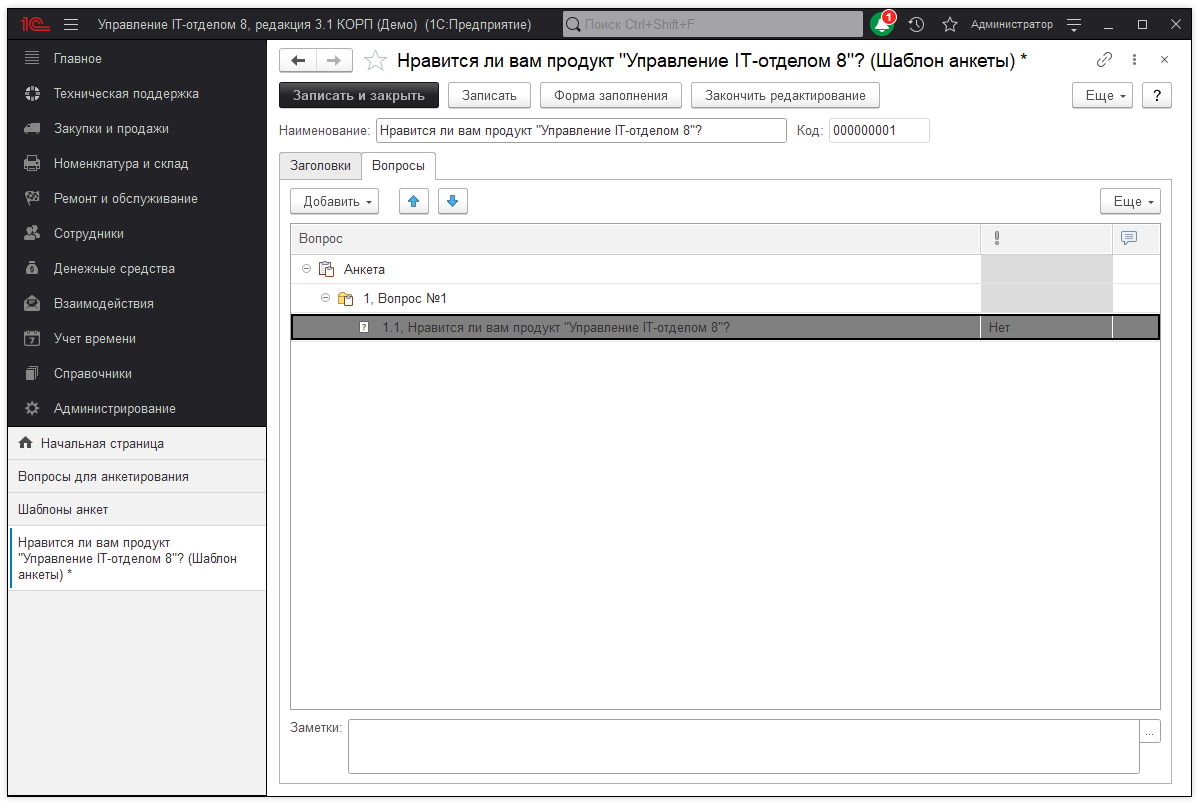 1С Управление IT-отделом 8, редакция 3.1 КОРП (Демо) (1С:Предприятие) Поиск Ctrl+Shift+F 1 Администратор
Главное
Техническая поддержка
Закупки и продажи
Номенклатура и склад
Ремонт и обслуживание
Сотрудники
Денежные средства
Взаимодействия
7 Учет времени
Справочники
Администрирование
Начальная страница
Вопросы для анкетирования
Шаблоны анкет
Нравится ли вам продукт
"Управление IT-отделом 8"? (Шаблон
анкеты) *
Нравится ли вам продукт "Управление IT-отделом 8"? (Шаблон анкеты) *
Записать и закрыть Записать Форма заполнения Закончить редактирование Еще ?
Наименование: Нравится ли вам продукт "Управление IT-отделом 8"? Код: 000000001
Заголовки Вопросы
Добавить Еще
Вопрос
Анкета
1, Вопрос №1
? 1.1, Нравится ли вам продукт "Управление IT-отделом 8"? Нет
Заметки: ...